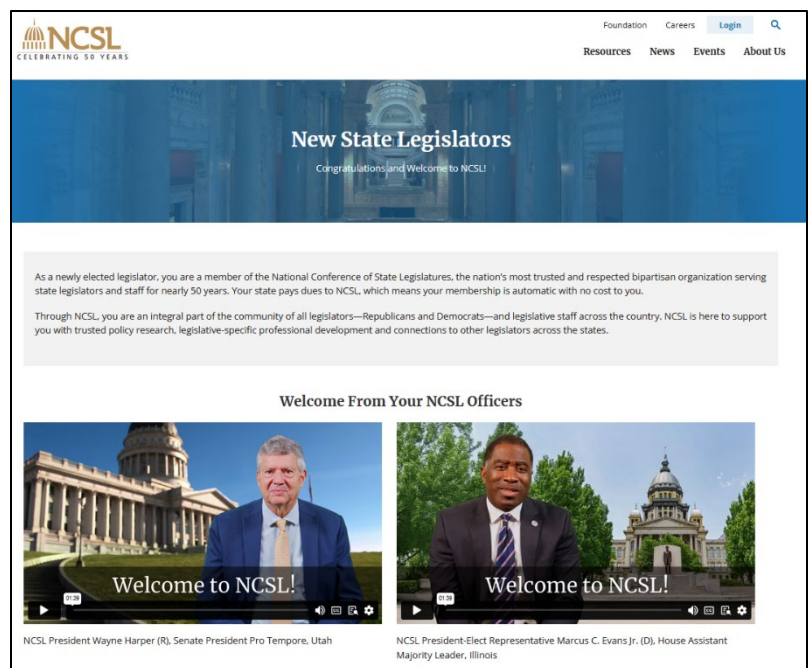 NCSL
CELEBRATING 50 YEARS
Foundation Careers Login
Resources News Events About Us
New State Legislators
Congratulations and Welcome to NCSL!
As a newly elected legislator, you are a member of the National Conference of State Legislatures, the nation's most trusted and respected bipartisan organization serving
state legislators and staff for nearly 50 years. Your state pays dues to NCSL, which means your membership is automatic with no cost to you.
Through NCSL, you are an integral part of the community of all legislators—Republicans and Democrats—and legislative staff across the country. NCSL is here to support
you with trusted policy research, legislative-specific professional development and connections to other legislators across the states.
Welcome From Your NCSL Officers
Welcome to NCSL!
01:39
CC
NCSL President Wayne Harper (R), Senate President Pro Tempore, Utah
Welcome to NCSL!
01:39
CC
NCSL President-Elect Representative Marcus C. Evans Jr. (D), House Assistant
Majority Leader, Illinois